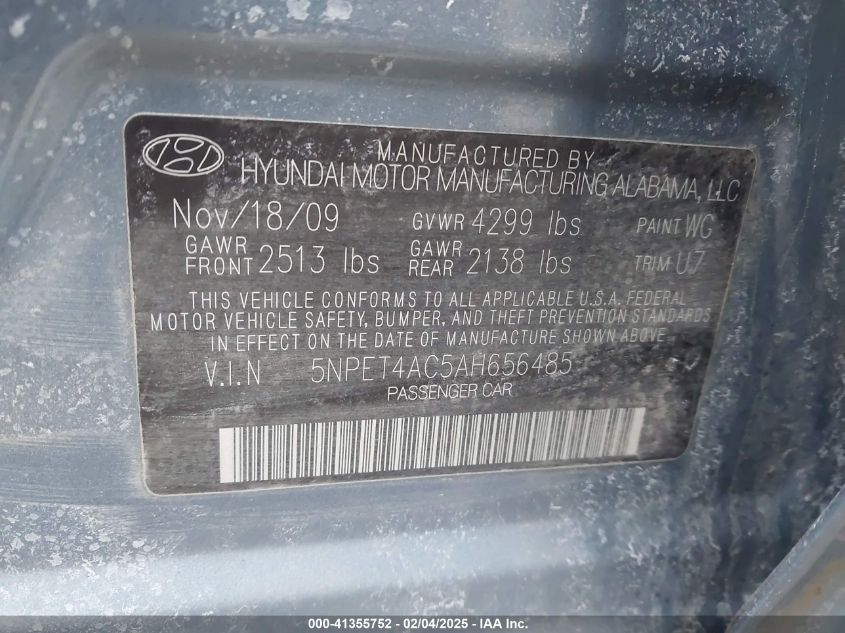 MANUFACTURED BY
HYUNDAI MOTOR MANUFACTURING ALABAMA, LLC
Nov/18/09 GVWR 4299 lbs PAINT WC
GAWR FRONT 2513 lbs GAWR REAR 2138 lbs TRIM U7
THIS VEHICLE CONFORMS TO ALL APPLICABLE U.S.A. FEDERAL
MOTOR VEHICLE SAFETY, BUMPER, AND THEFT PREVENTION STANDARDS
IN EFFECT ON THE DATE OF MANUFACTURE SHOWN ABOVE
V.I.N 5NPET4AC5AH656485
PASSENGER CAR
000-41355752 — 02/04/2025 — IAA Inc.